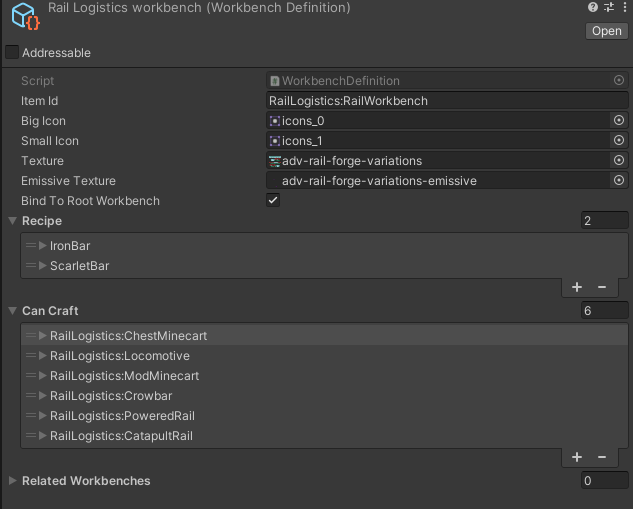 Rail Logistics workbench (Workbench Definition)
Open
Addressable
Script WorkbenchDefinition
Item Id RailLogistics:RailWorkbench
Big Icon icons_0
Small Icon icons_1
Texture adv-rail-forge-variations
Emissive Texture adv-rail-forge-variations-emissive
Bind To Root Workbench
Recipe 2
IronBar
ScarletBar
Can Craft 6
RailLogistics:ChestMinecart
RailLogistics:Locomotive
RailLogistics:ModMinecart
RailLogistics:Crowbar
RailLogistics:PoweredRail
RailLogistics:CatapultRail
Related Workbenches 0